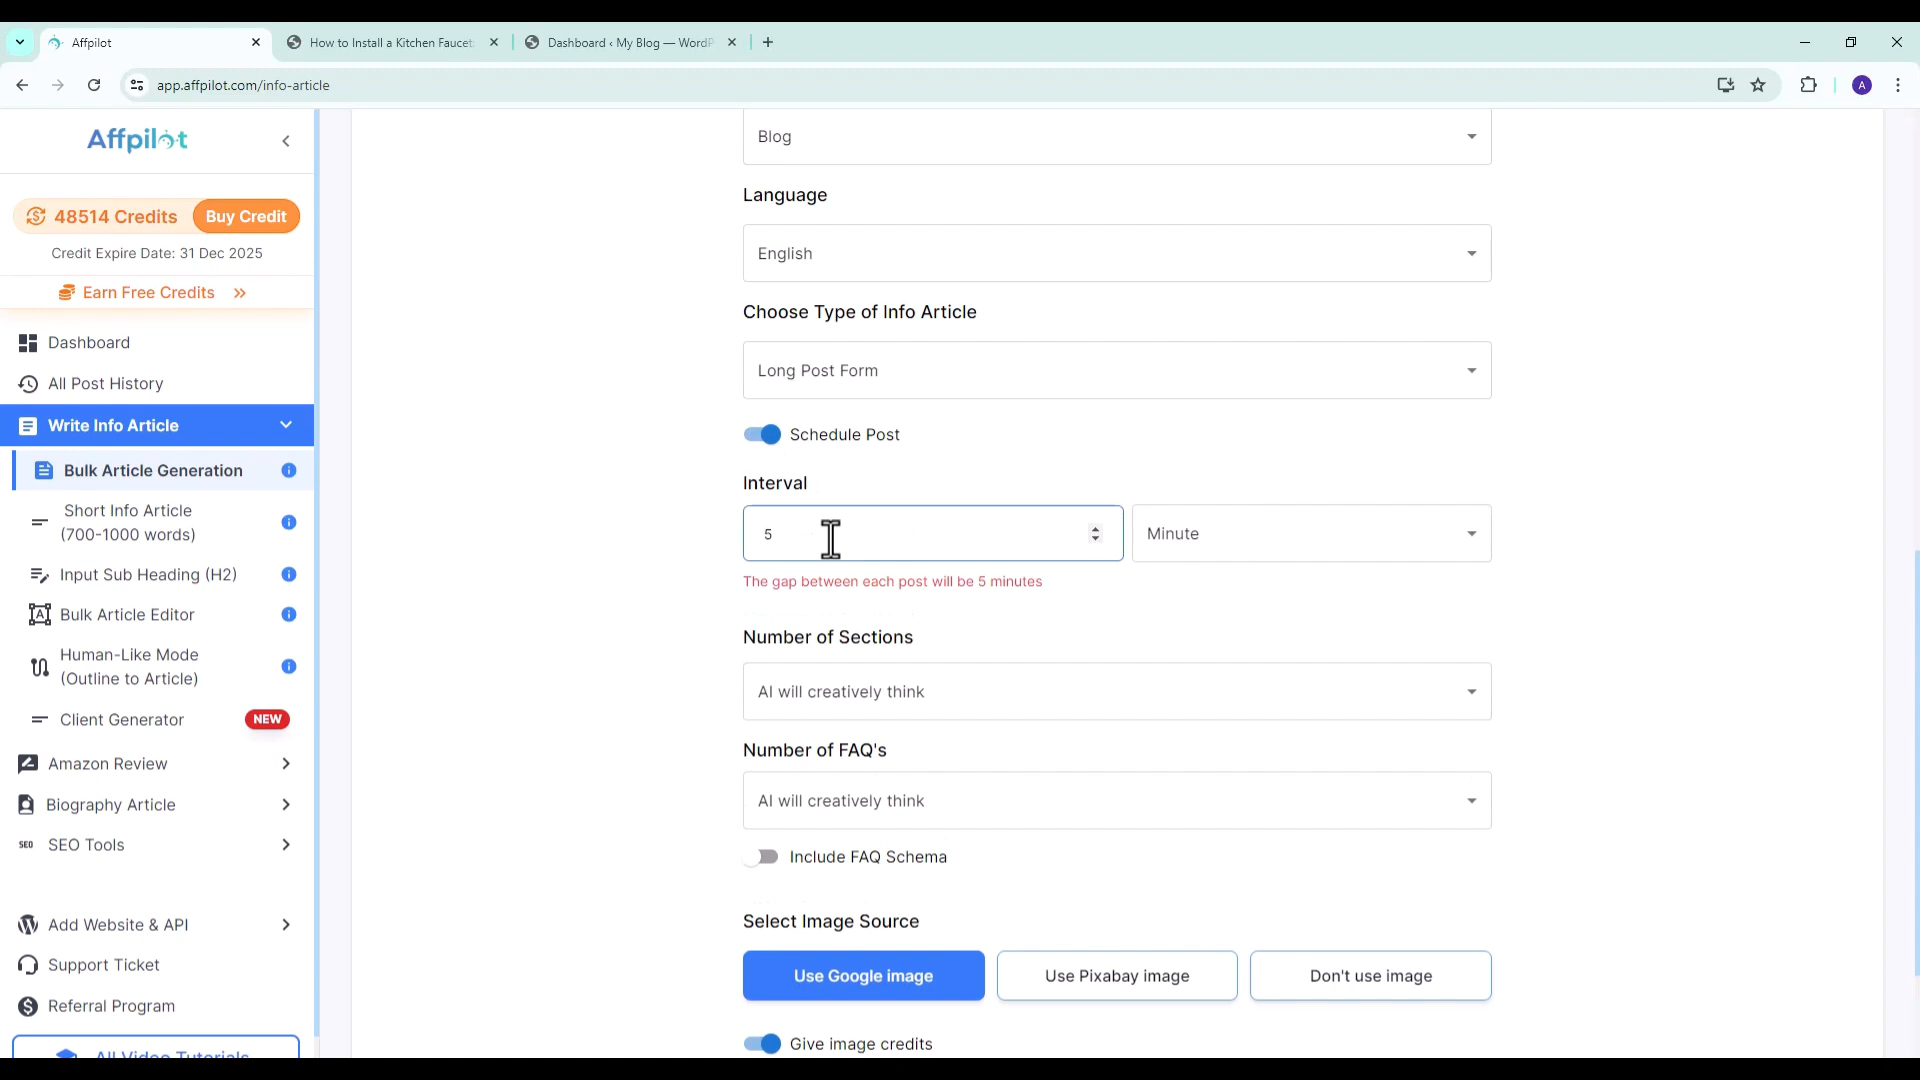 Affpilot
How to Install a Kitchen Faucet
Dashboard ‹ My Blog — WordP
app.affpilot.com/info-article
A
Affpilot
48514 Credits
Buy Credit
Credit Expire Date: 31 Dec 2025
Earn Free Credits
Dashboard
All Post History
Write Info Article
Bulk Article Generation
Short Info Article
(700-1000 words)
Input Sub Heading (H2)
Bulk Article Editor
Human-Like Mode
(Outline to Article)
Client Generator
NEW
Amazon Review
Biography Article
SEO SEO Tools
Add Website & API
Support Ticket
Referral Program
All Video Tutorials
Blog
Language
English
Choose Type of Info Article
Long Post Form
Schedule Post
Interval
5
Minute
The gap between each post will be 5 minutes
Number of Sections
AI will creatively think
Number of FAQ's
AI will creatively think
Include FAQ Schema
Select Image Source
Use Google image
Use Pixabay image
Don't use image
Give image credits